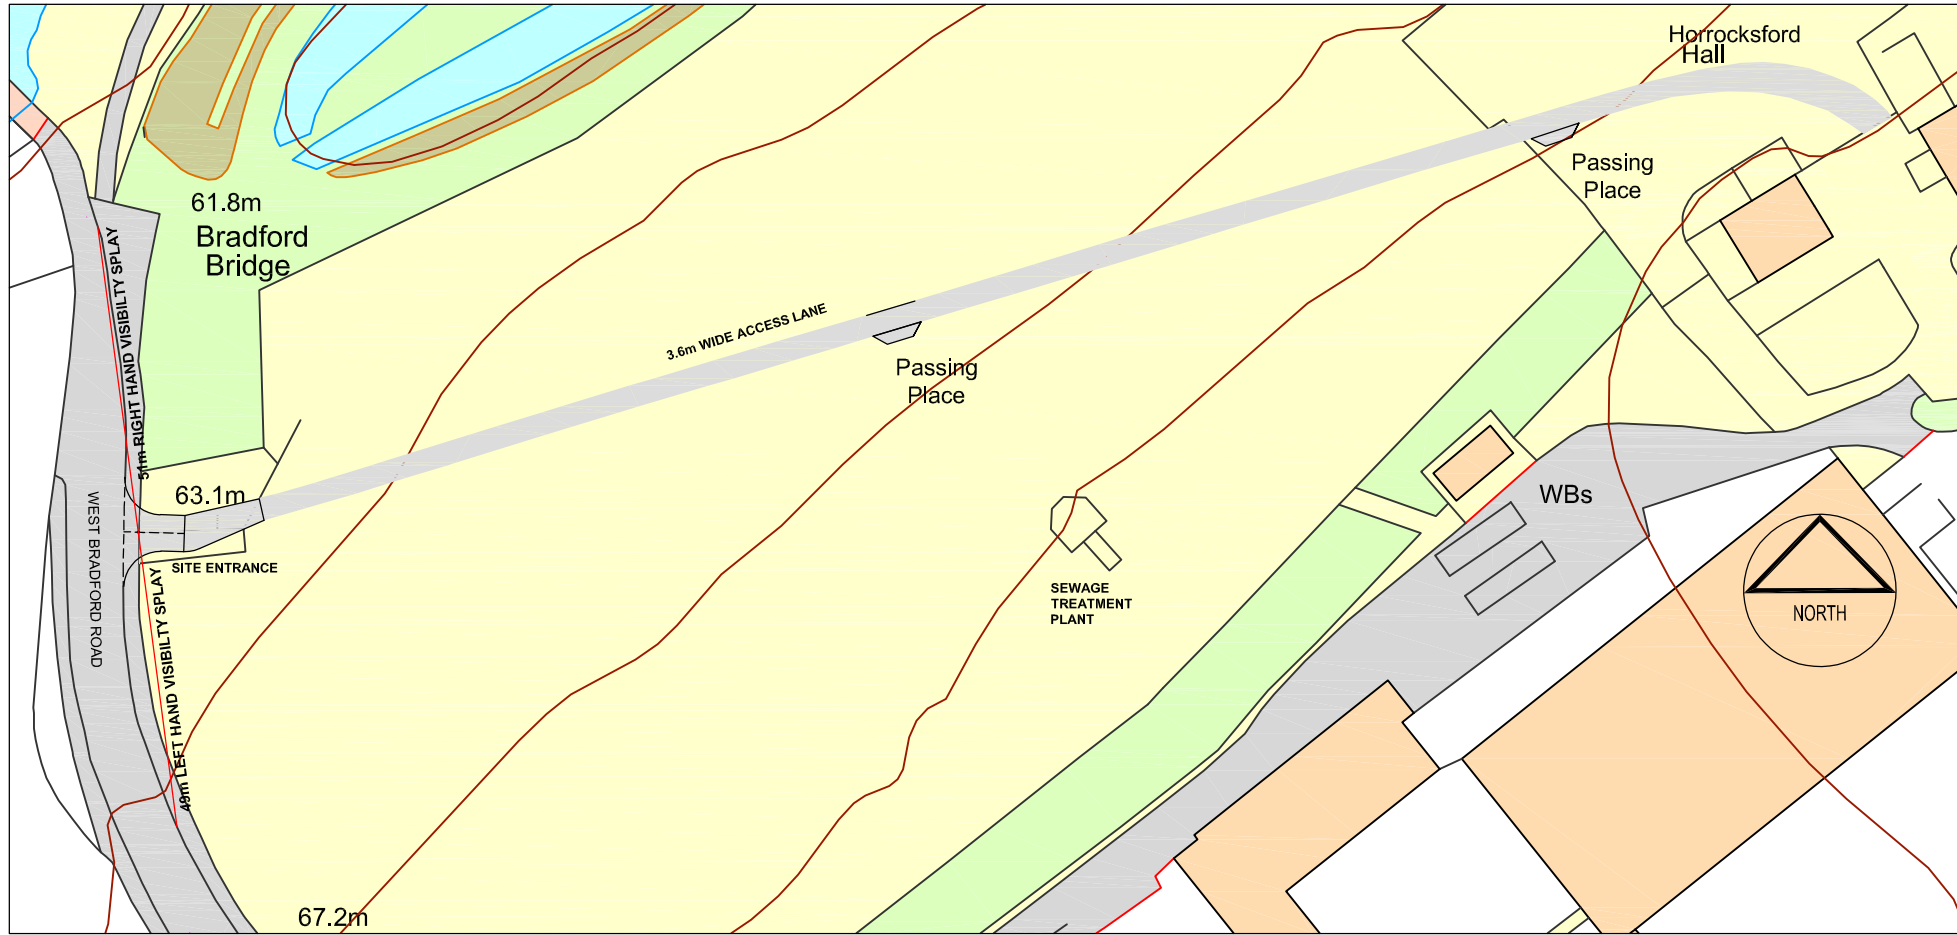 Horrocksford
Hall
Passing
Place
61.8m
Bradford
Bridge
51m RIGHT HAND VISIBILTY SPLAY
3.6m WIDE ACCESS LANE
Passing
Place
63.1m
WBs
WEST BRADFORD ROAD
SITE ENTRANCE
49m LEFT HAND VISIBILTY SPLAY
SEWAGE
TREATMENT
PLANT
NORTH
67.2m